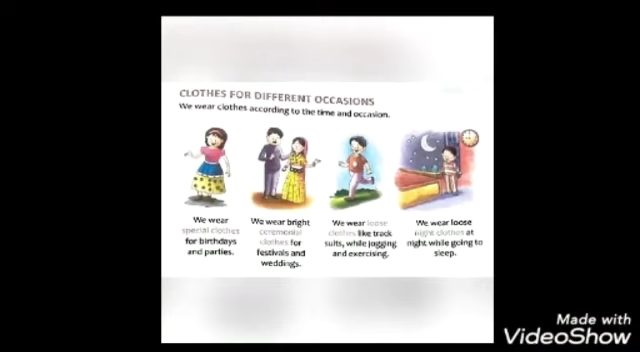 CLOTHES FOR DIFFERENT OCCASIONS
We wear clothes according to the time and occasion.
We wear
special clothes
for birthdays
and parties.
We wear bright
ceremonial
clothes for
festivals and
weddings.
We wear loose
clothes like track
suits, while jogging
and exercising.
We wear loose
night clothes at
night while going to
sleep.
Made with
VideoShow